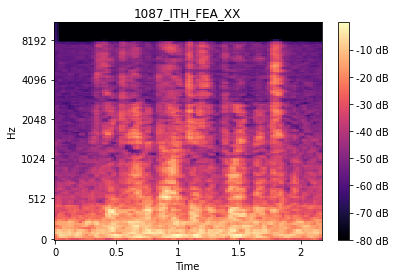 1087_ITH_FEA_XX
8192
4096
2048
1024
512
0
Hz
0
0.5
1
1.5
2
Time
-10 dB
-20 dB
-30 dB
-40 dB
-50 dB
-60 dB
-70 dB
-80 dB